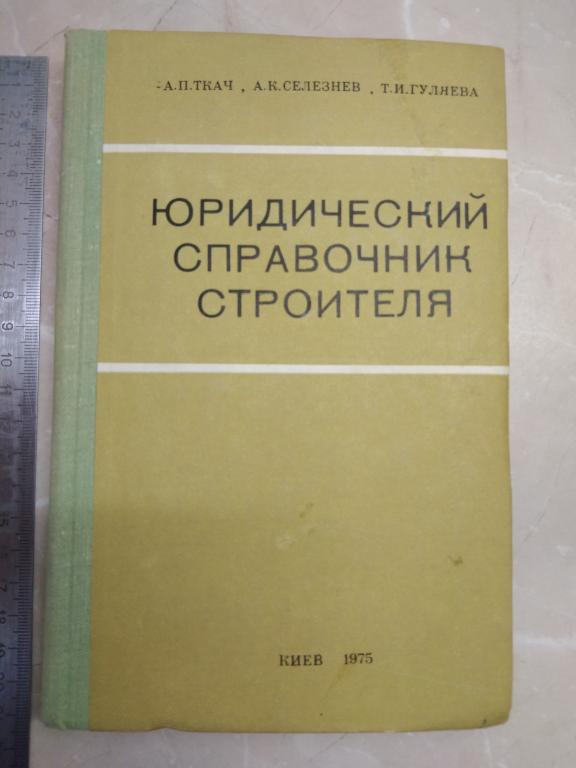 А.П.ТКАЧ , А.К.СЕЛЕЗНЕВ , Т.И.ГУЛЯЕВА
ЮРИДИЧЕСКИЙ
СПРАВОЧНИК
СТРОИТЕЛЯ
КИЕВ 1975